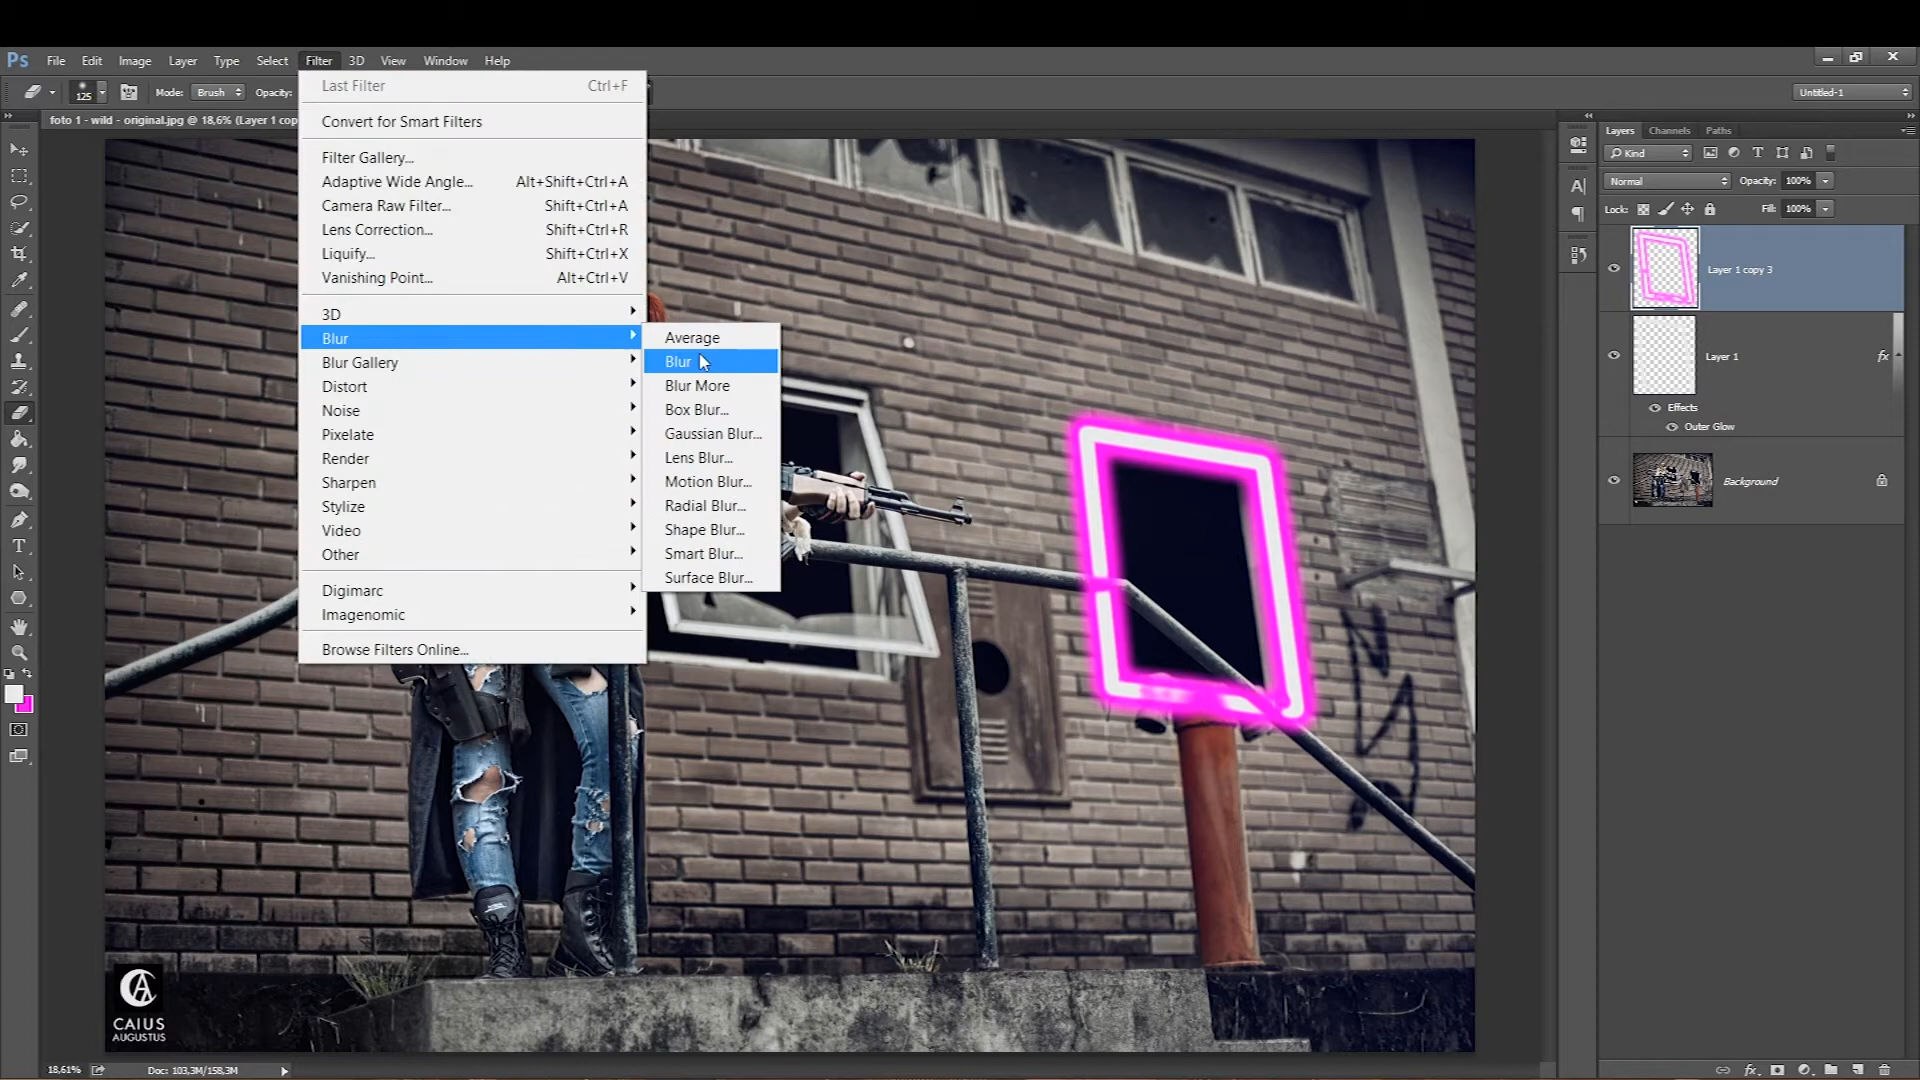 Ps File Edit Image Layer Type Select Filter 3D View Window Help
125 Mode: Brush Opacity: Untitled-1
foto 1 - wild - original.jpg @ 18,6% (Layer 1 cop
Last Filter Ctrl+F
Convert for Smart Filters
Filter Gallery...
Adaptive Wide Angle... Alt+Shift+Ctrl+A
Camera Raw Filter... Shift+Ctrl+A
Lens Correction... Shift+Ctrl+R
Liquify... Shift+Ctrl+X
Vanishing Point... Alt+Ctrl+V
3D
Blur
Blur Gallery
Distort
Noise
Pixelate
Render
Sharpen
Stylize
Video
Other
Digimarc
Imagenomic
Browse Filters Online...
Average
Blur
Blur More
Box Blur...
Gaussian Blur...
Lens Blur...
Motion Blur...
Radial Blur...
Shape Blur...
Smart Blur...
Surface Blur...
Layers Channels Paths
Kind
Normal Opacity: 100%
Lock: Fill: 100%
Layer 1 copy 3
Layer 1 fx
Effects
Outer Glow
Background
CA
CAIUS
AUGUSTUS
18,61% Doc: 103,3M/158,3M
fx